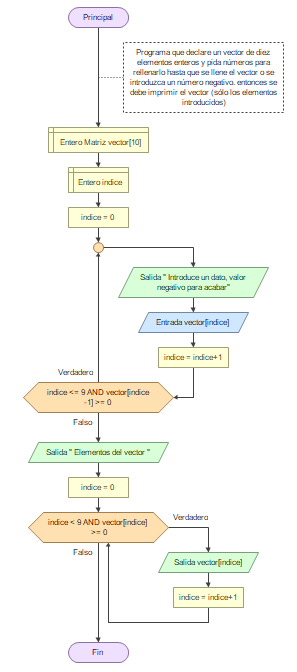 Principal
Programa que declare un vector de diez
elementos enteros y pida números para
rellenarlo hasta que se llene el vector o se
introduzca un número negativo. entonces se
debe imprimir el vector (sólo los elementos
introducidos)
Entero Matriz vector[10]
Entero indice
indice = 0
Salida " Introduce un dato, valor
negativo para acabar"
Entrada vector[indice]
indice = indice+1
Verdadero
indice <= 9 AND vector[indice
-1] >= 0
Falso
Salida " Elementos del vector "
indice = 0
indice < 9 AND vector[indice]
>= 0
Verdadero
Falso
Salida vector[indice]
indice = indice+1
Fin